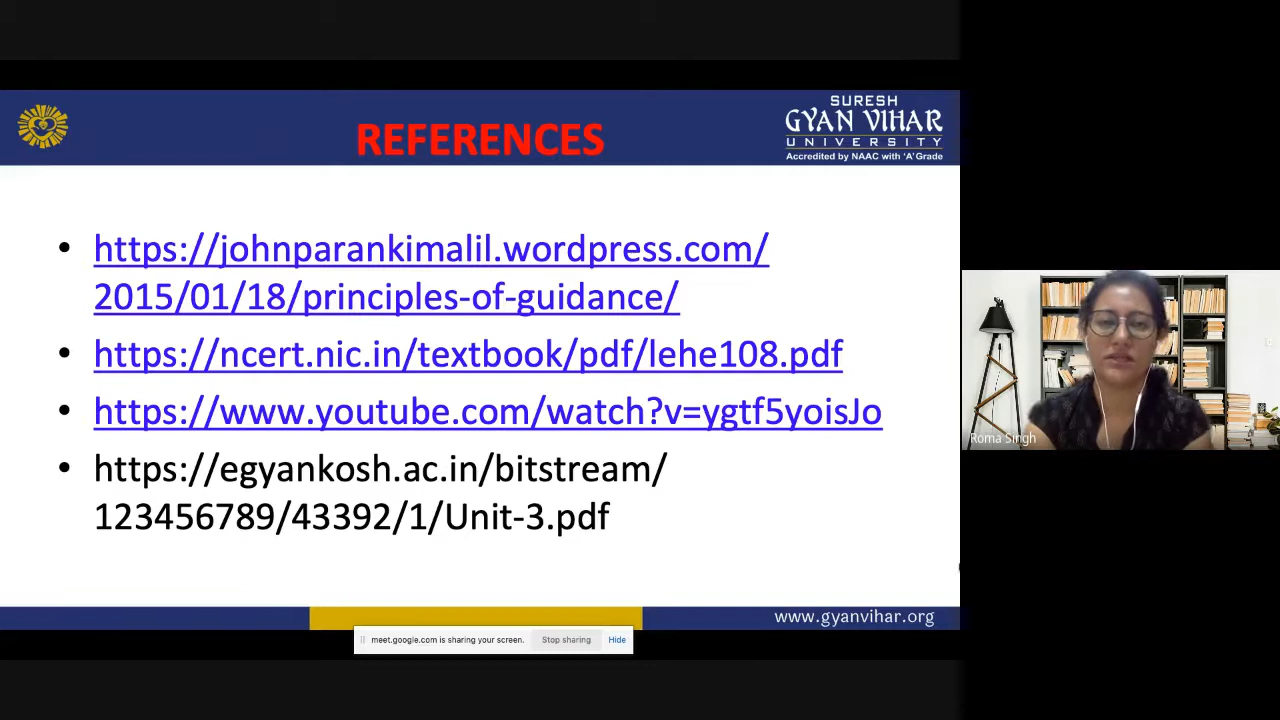 REFERENCES
SURESH
GYAN VIHAR
UNIVERSITY
Accredited by NAAC with 'A' Grade
• https://johnparankimalil.wordpress.com/
2015/01/18/principles-of-guidance/
• https://ncert.nic.in/textbook/pdf/lehe108.pdf
• https://www.youtube.com/watch?v=ygtf5yoisJo
• https://egyankosh.ac.in/bitstream/
123456789/43392/1/Unit-3.pdf
Roma Singh
www.gyanvihar.org
meet.google.com is sharing your screen.
Stop sharing
Hide